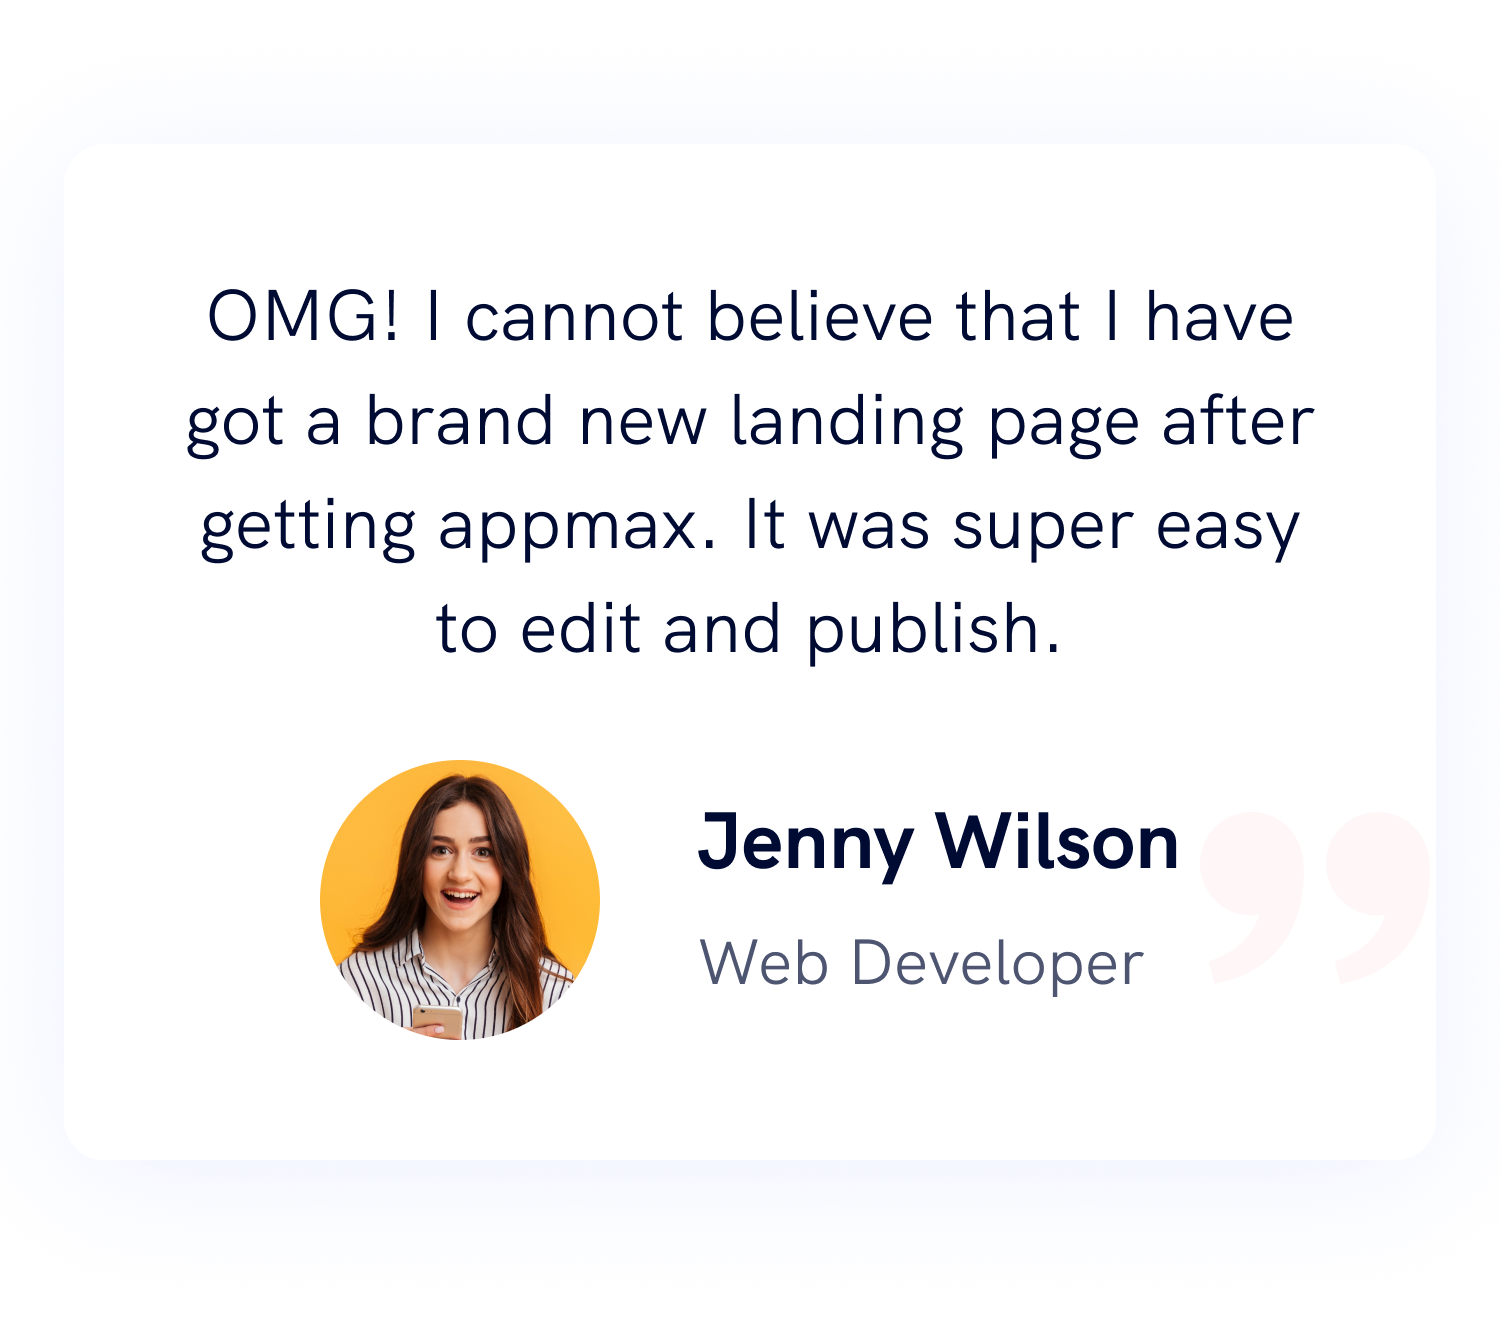 OMG! I cannot believe that I have
got a brand new landing page after
getting appmax. It was super easy
to edit and publish.
Jenny Wilson
Web Developer
”